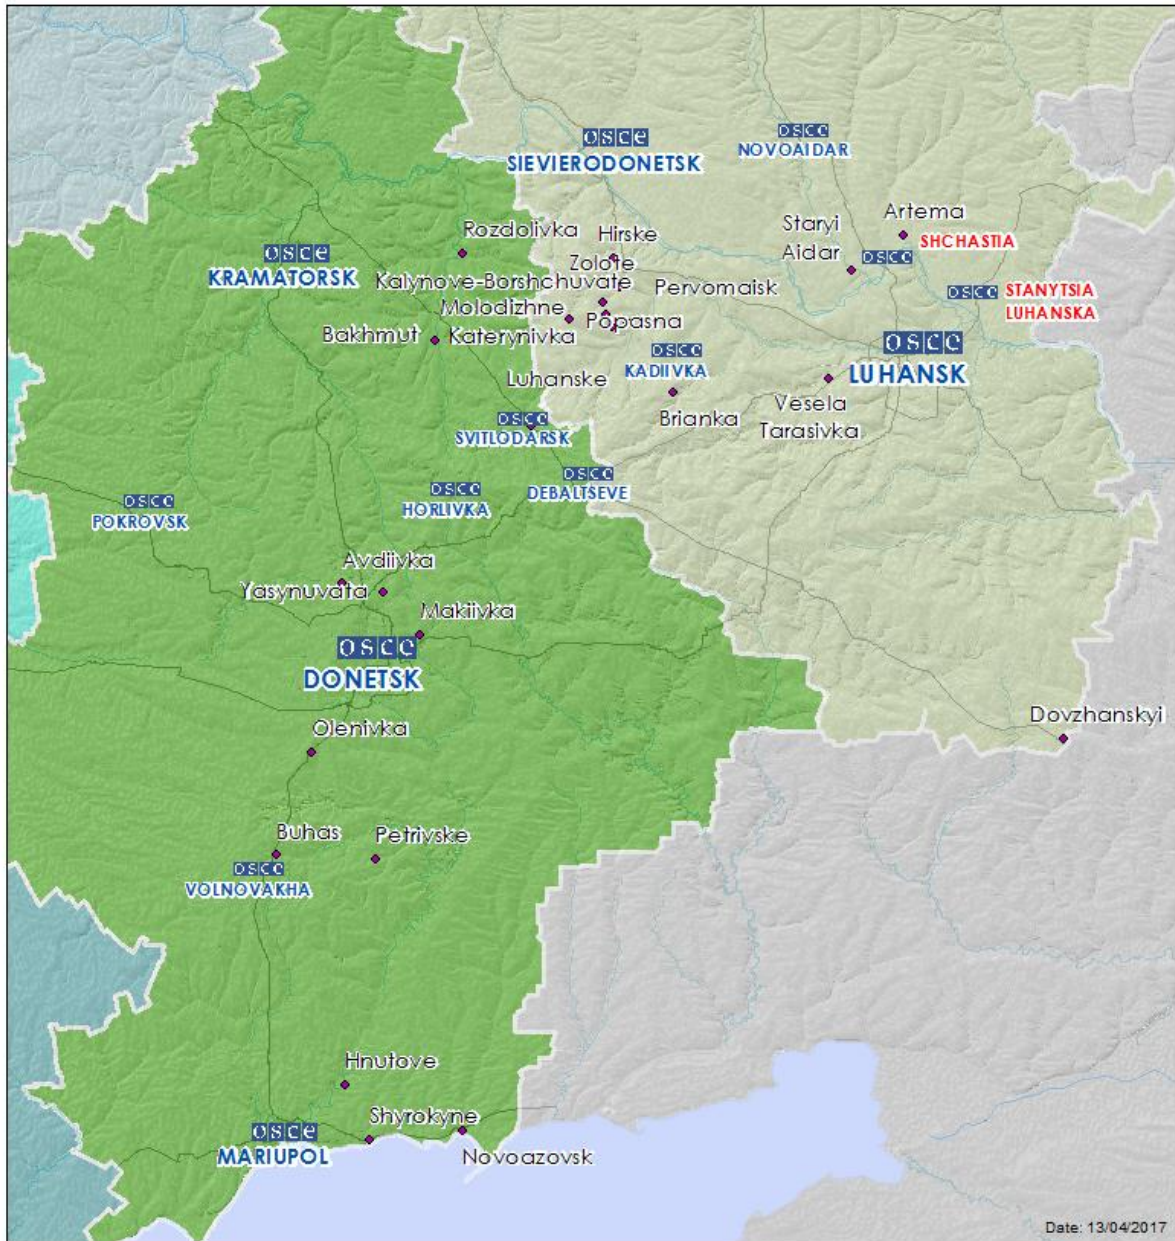 OSCE
SIEVIERODONETSK
OSCE
NOVOAIDAR
Artema
Staryi
Aidar
SHCHASTIA
OSCE
Rozdolivka
Hirske
Zolote
OSCE
KRAMATORSK
Kalynove-Borshchuvate
Pervomaisk
OSCE
STANYTSIA
LUHANSKA
Molodizhne
Popasna
Bakhmut
Katerynivka
OSCE
LUHANSK
OSCE
KADIIVKA
Luhanske
Brianka
Vesela
Tarasivka
OSCE
SVITLODARSK
OSCE
DEBALTSEVE
OSCE
HORLIVKA
OSCE
POKROVSK
Avdiivka
Yasynuvata
Makiivka
OSCE
DONETSK
Olenivka
Dovzhanskyi
Buhas
Petrivske
OSCE
VOLNOVAKHA
Hnutove
Shyrokyne
OSCE
MARIUPOL
Novoazovsk
Date: 13/04/2017